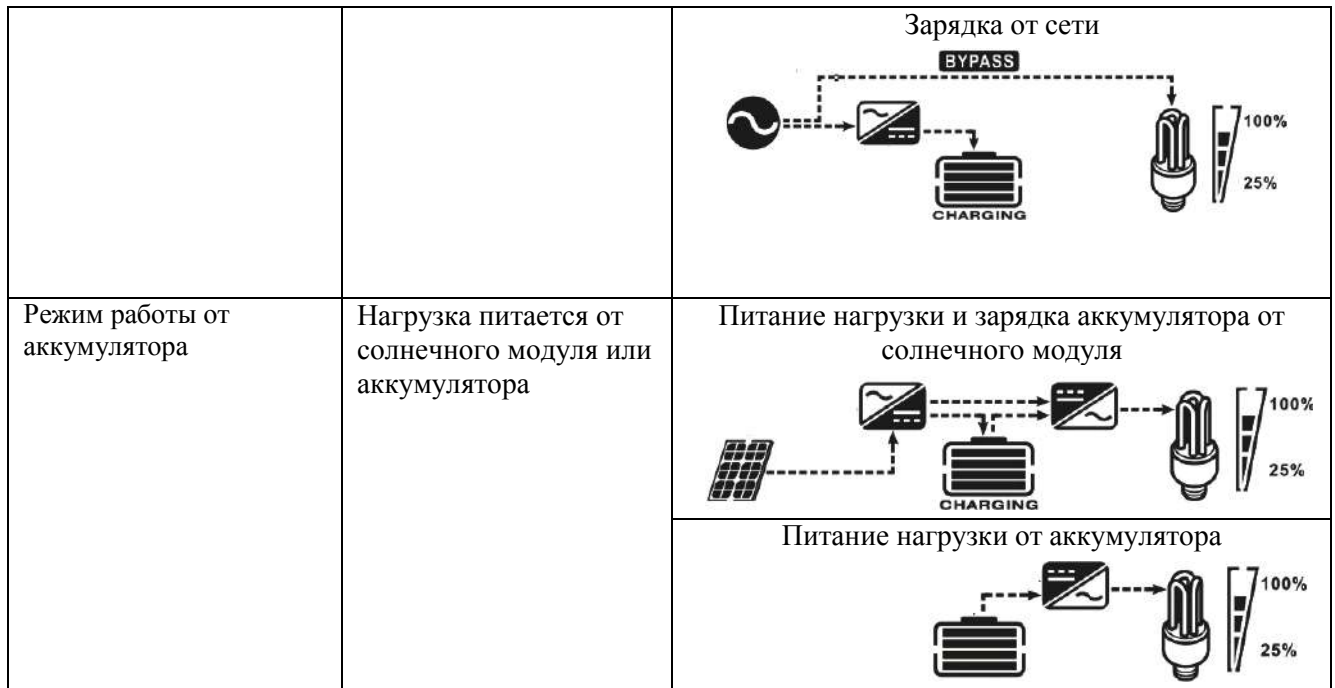 Зарядка от сети
BYPASS
100%
25%
CHARGING
Режим работы от
аккумулятора
Нагрузка питается от
солнечного модуля или
аккумулятора
Питание нагрузки и зарядка аккумулятора от
солнечного модуля
100%
25%
CHARGING
Питание нагрузки от аккумулятора
100%
25%